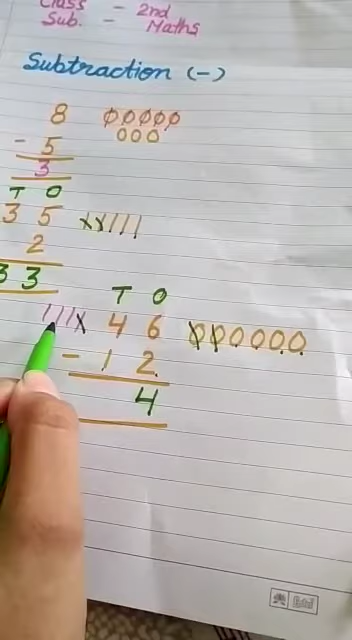 Class - 2nd
Sub. - Maths
Subtraction (-)
8
- 5
3
T O
3 5
2
3 3
T O
4 6
- 1 2
4